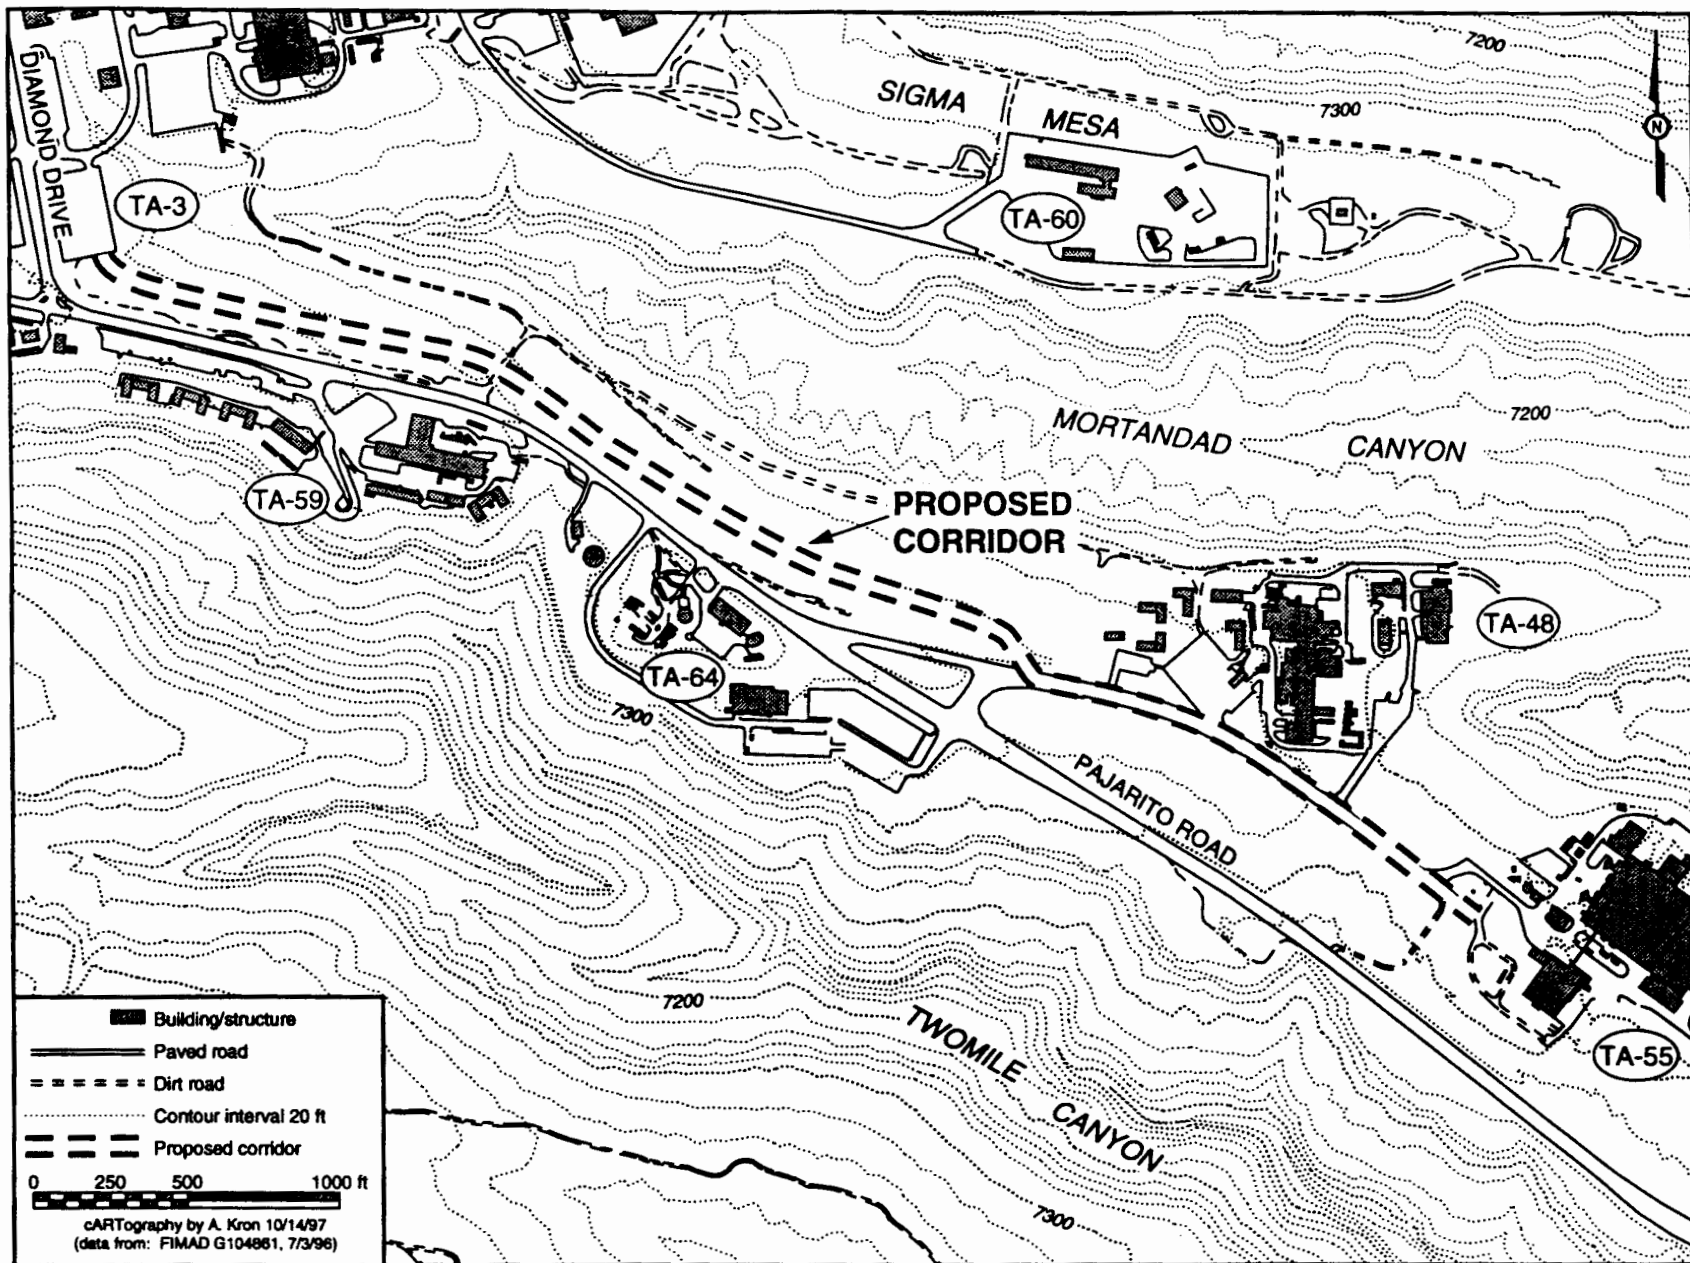 7200
SIGMA
MESA
7300
N
DIAMOND DRIVE
TA-3
TA-60
MORTANDAD
CANYON
7200
TA-59
PROPOSED
CORRIDOR
TA-48
TA-64
7300
PAJARITO ROAD
7200
TWOMILE
CANYON
TA-55
7300
Building/structure
Paved road
Dirt road
Contour interval 20 ft
Proposed corridor
0 250 500 1000 ft
cARTography by A. Kron 10/14/97
(data from: FIMAD G104861, 7/3/96)